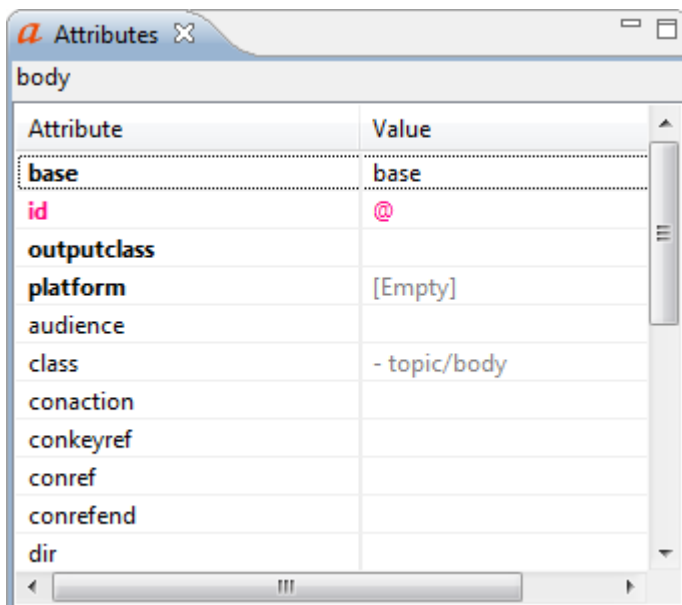 a Attributes
body
Attribute Value
base base
id @
outputclass
platform [Empty]
audience
class - topic/body
conaction
conkeyref
conref
conrefend
dir